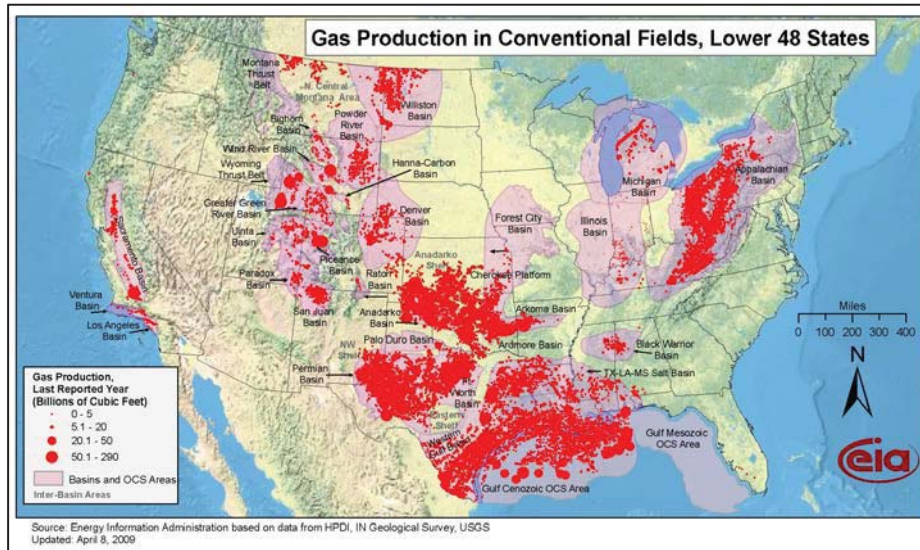 Gas Production in Conventional Fields, Lower 48 States
Montana
Thrust
Belt
N. Central
Montana Area
Williston
Basin
Bighorn
Basin
Powder
River
Basin
Wind River Basin
Wyoming
Thrust Belt
Hanna-Carbon
Basin
Greater Green
River Basin
Uinta
Basin
Piceance
Basin
Denver
Basin
Paradox
Basin
San Juan
Basin
Raton
Basin
Sacramento Basin
Ventura
Basin
Los Angeles
Basin
Forest City
Basin
Illinois
Basin
Michigan
Basin
Appalachian
Basin
Anadarko
Shelf
Cherokee Platform
Anadarko
Basin
Arkoma Basin
Palo Duro Basin
Ardmore Basin
Black Warrior
Basin
NW
Shelf
Permian
Basin
Ft.
Worth
Basin
TX-LA-MS Salt Basin
Eastern
Shelf
Western
Gulf Basin
Gulf Cenozoic OCS Area
Gulf Mesozoic
OCS Area
Miles
0 100 200 400
N
eia
Gas Production,
Last Reported Year
(Billions of Cubic Feet)
0 - 5
5.1 - 20
20.1 - 50
50.1 - 290
Basins and OCS Areas
Inter-Basin Areas
Source: Energy Information Administration based on data from HPDI, IN Geological Survey, USGS
Updated: April 8, 2009